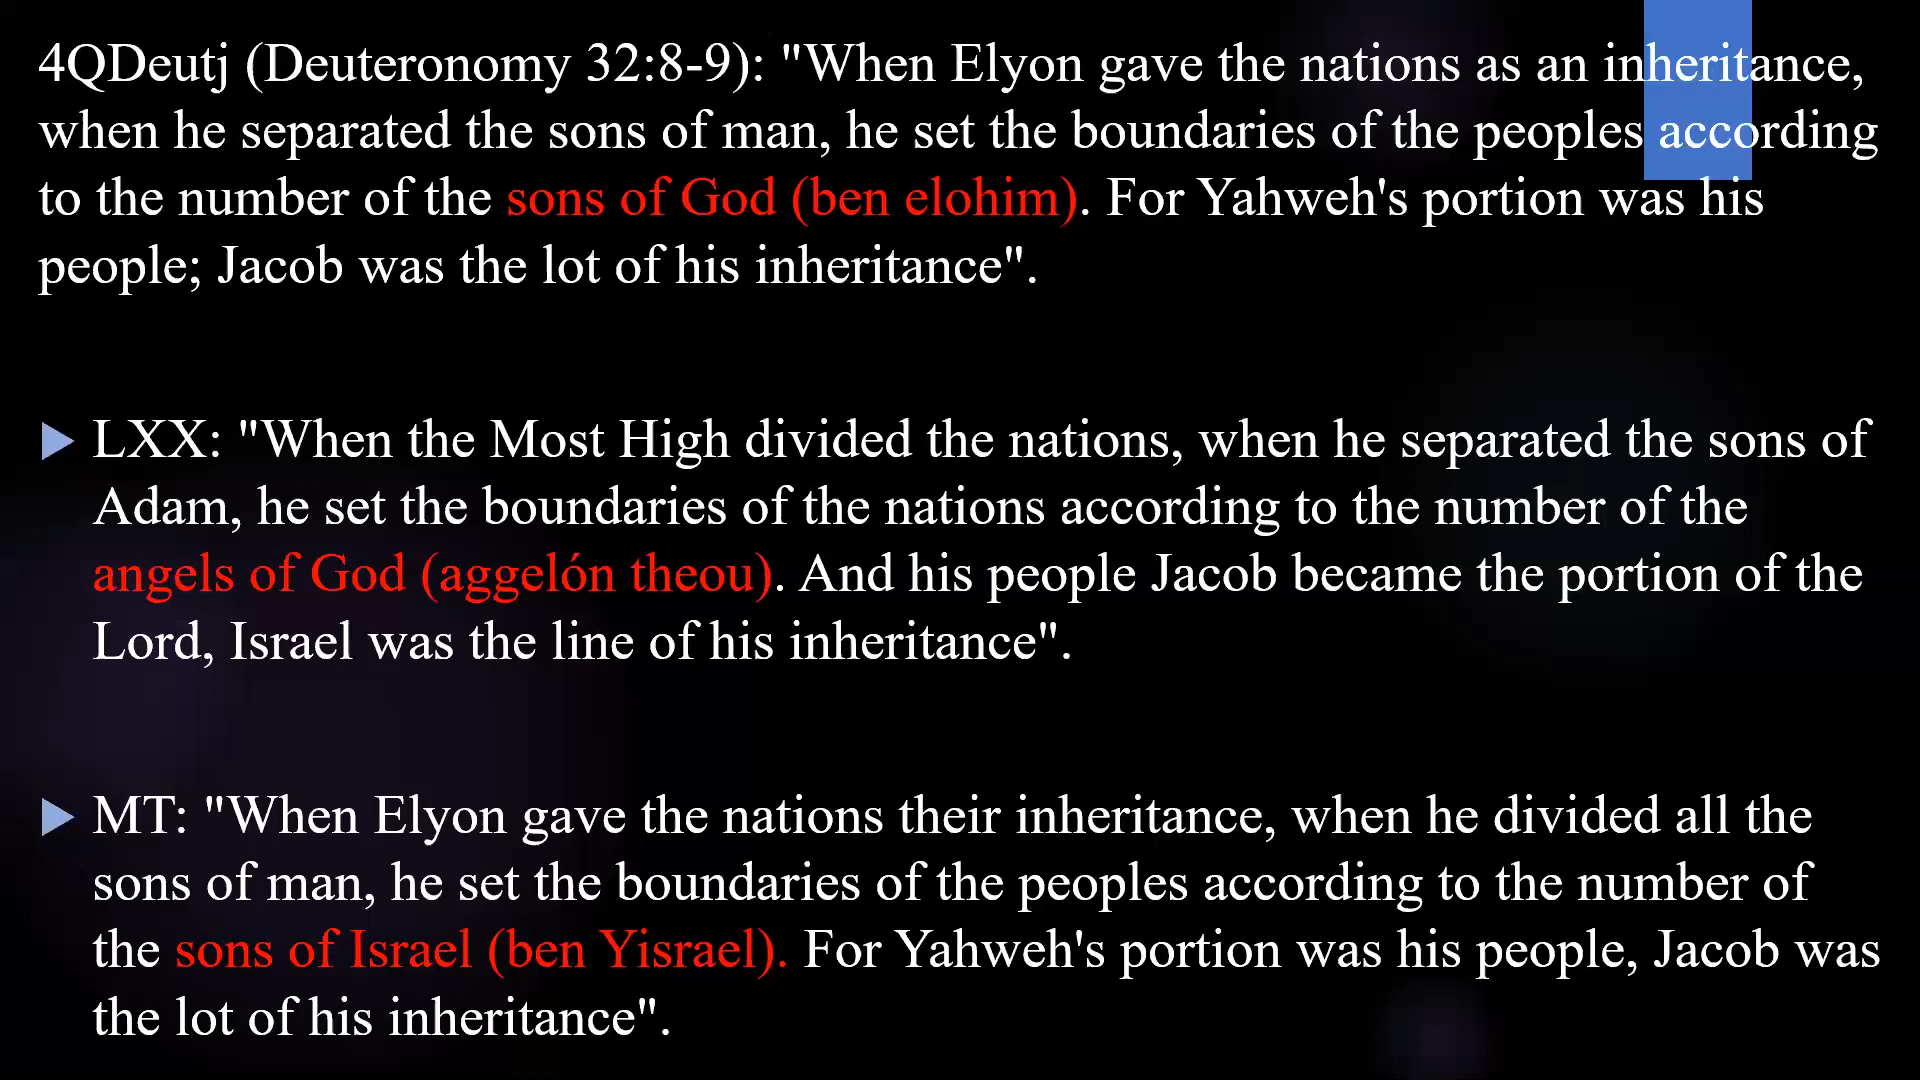 4QDeutj (Deuteronomy 32:8-9): "When Elyon gave the nations as an inheritance,
when he separated the sons of man, he set the boundaries of the peoples according
to the number of the sons of God (ben elohim). For Yahweh's portion was his
people; Jacob was the lot of his inheritance".
LXX: "When the Most High divided the nations, when he separated the sons of
Adam, he set the boundaries of the nations according to the number of the
angels of God (aggelón theou). And his people Jacob became the portion of the
Lord, Israel was the line of his inheritance".
MT: "When Elyon gave the nations their inheritance, when he divided all the
sons of man, he set the boundaries of the peoples according to the number of
the sons of Israel (ben Yisrael). For Yahweh's portion was his people, Jacob was
the lot of his inheritance".